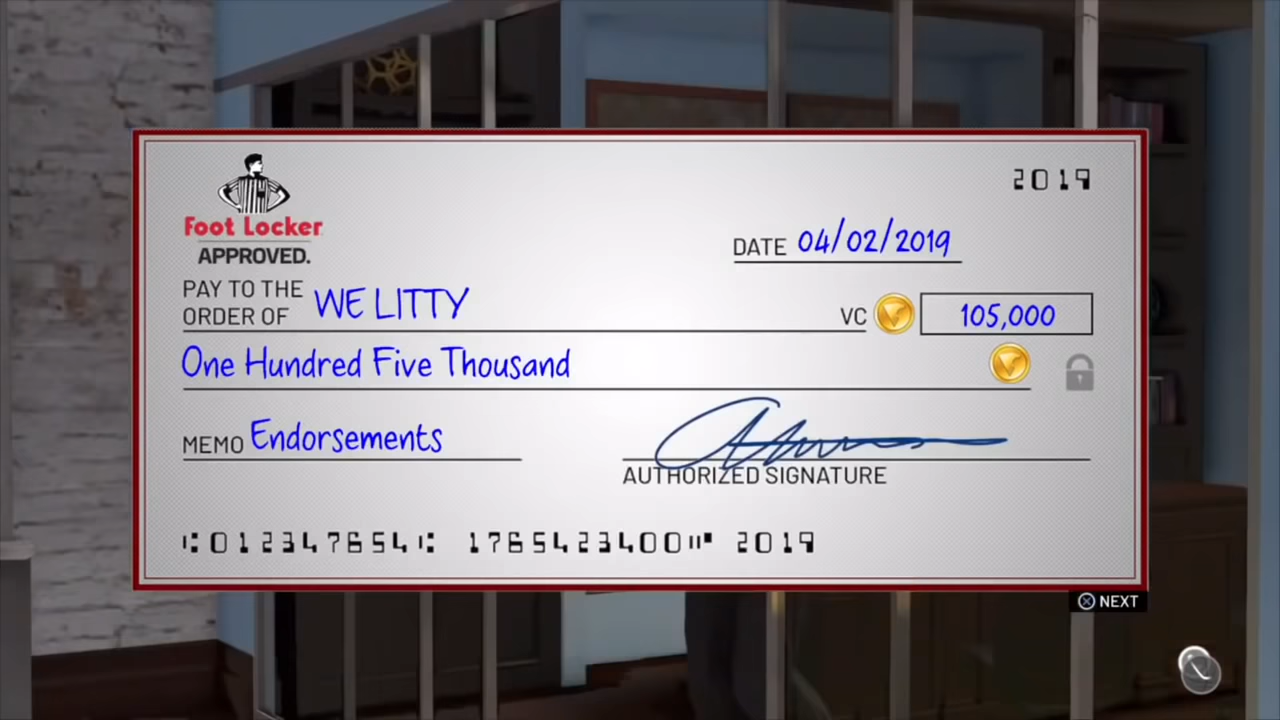 2019
Foot Locker
APPROVED.
DATE 04/02/2019
PAY TO THE
ORDER OF WE LITTY
VC 105,000
One Hundred Five Thousand
MEMO Endorsements
AUTHORIZED SIGNATURE
⑆012347654⑆ 1765423400⑈ 2019
NEXT